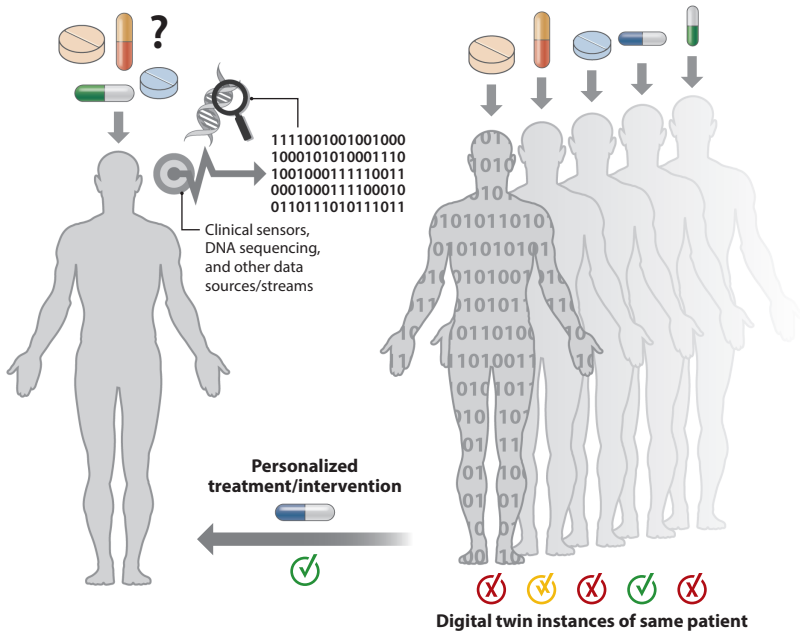 ?
1111001001001000
1000101010001110
1001000111110011
0001000111100010
0110111010111011
Clinical sensors,
DNA sequencing,
and other data
sources/streams
Personalized
treatment/intervention
Digital twin instances of same patient